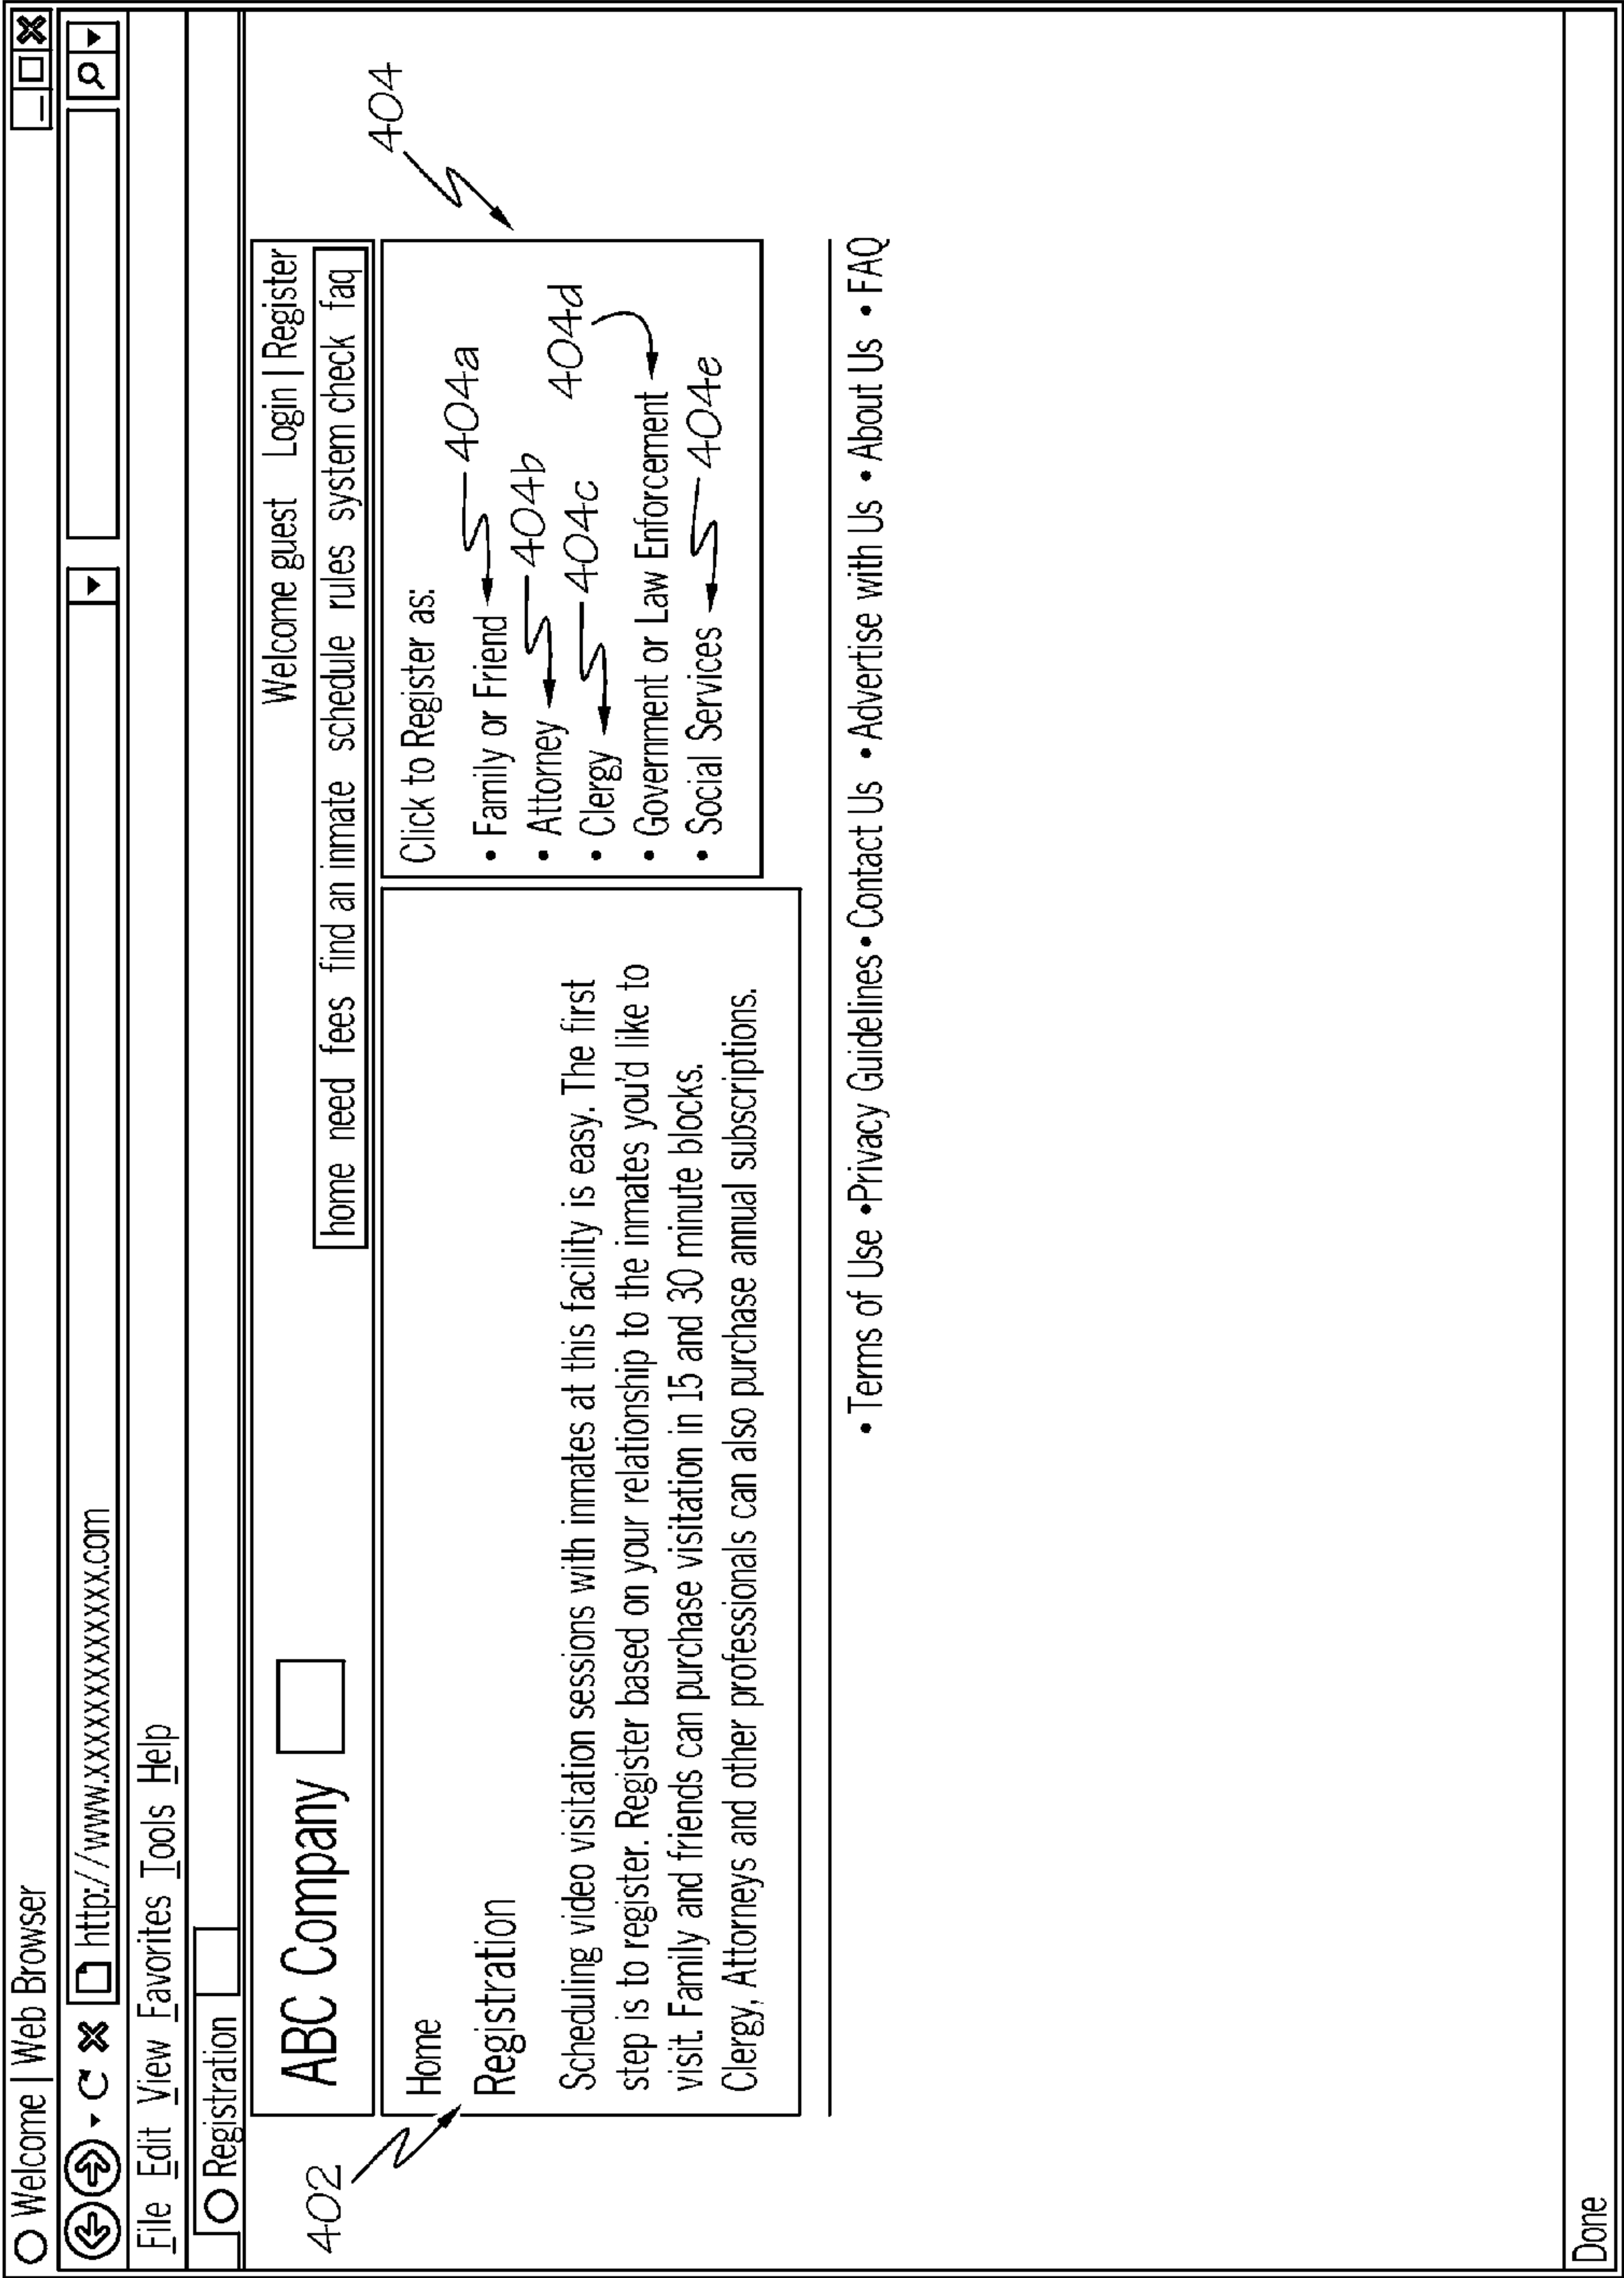 Welcome | Web Browser
http://www.xxxxxxxxxxxxx.com
File Edit View Favorites Tools Help
Registration
402
ABC Company
Welcome guest Login | Register
home need fees find an inmate schedule rules system check faq
404
Home
Registration
Scheduling video visitation sessions with inmates at this facility is easy. The first
step is to register. Register based on your relationship to the inmates you'd like to
visit. Family and friends can purchase visitation in 15 and 30 minute blocks.
Clergy, Attorneys and other professionals can also purchase annual subscriptions.
Click to Register as:
• Family or Friend 404a
• Attorney 404b
• Clergy 404c
• Government or Law Enforcement 404d
• Social Services 404e
• Terms of Use •Privacy Guidelines • Contact Us • Advertise with Us • About Us • FAQ
Done